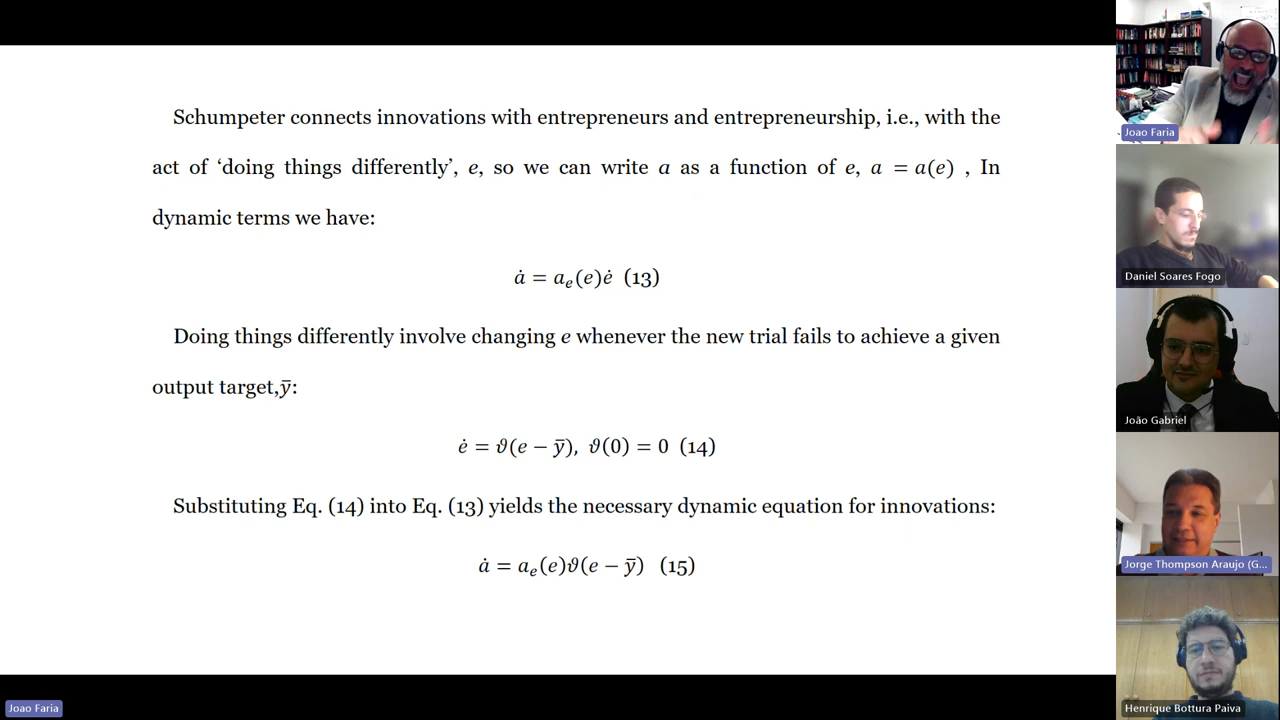 Schumpeter connects innovations with entrepreneurs and entrepreneurship, i.e., with the
act of ‘doing things differently’, e, so we can write a as a function of e, a = a(e) , In
dynamic terms we have:
ȧ = aₑ(e)ė (13)
Doing things differently involve changing e whenever the new trial fails to achieve a given
output target,ȳ:
ė = ϑ(e − ȳ), ϑ(0) = 0 (14)
Substituting Eq. (14) into Eq. (13) yields the necessary dynamic equation for innovations:
ȧ = aₑ(e)ϑ(e − ȳ) (15)
Joao Faria
Joao Faria
Daniel Soares Fogo
João Gabriel
Jorge Thompson Araujo (G...
Henrique Bottura Paiva